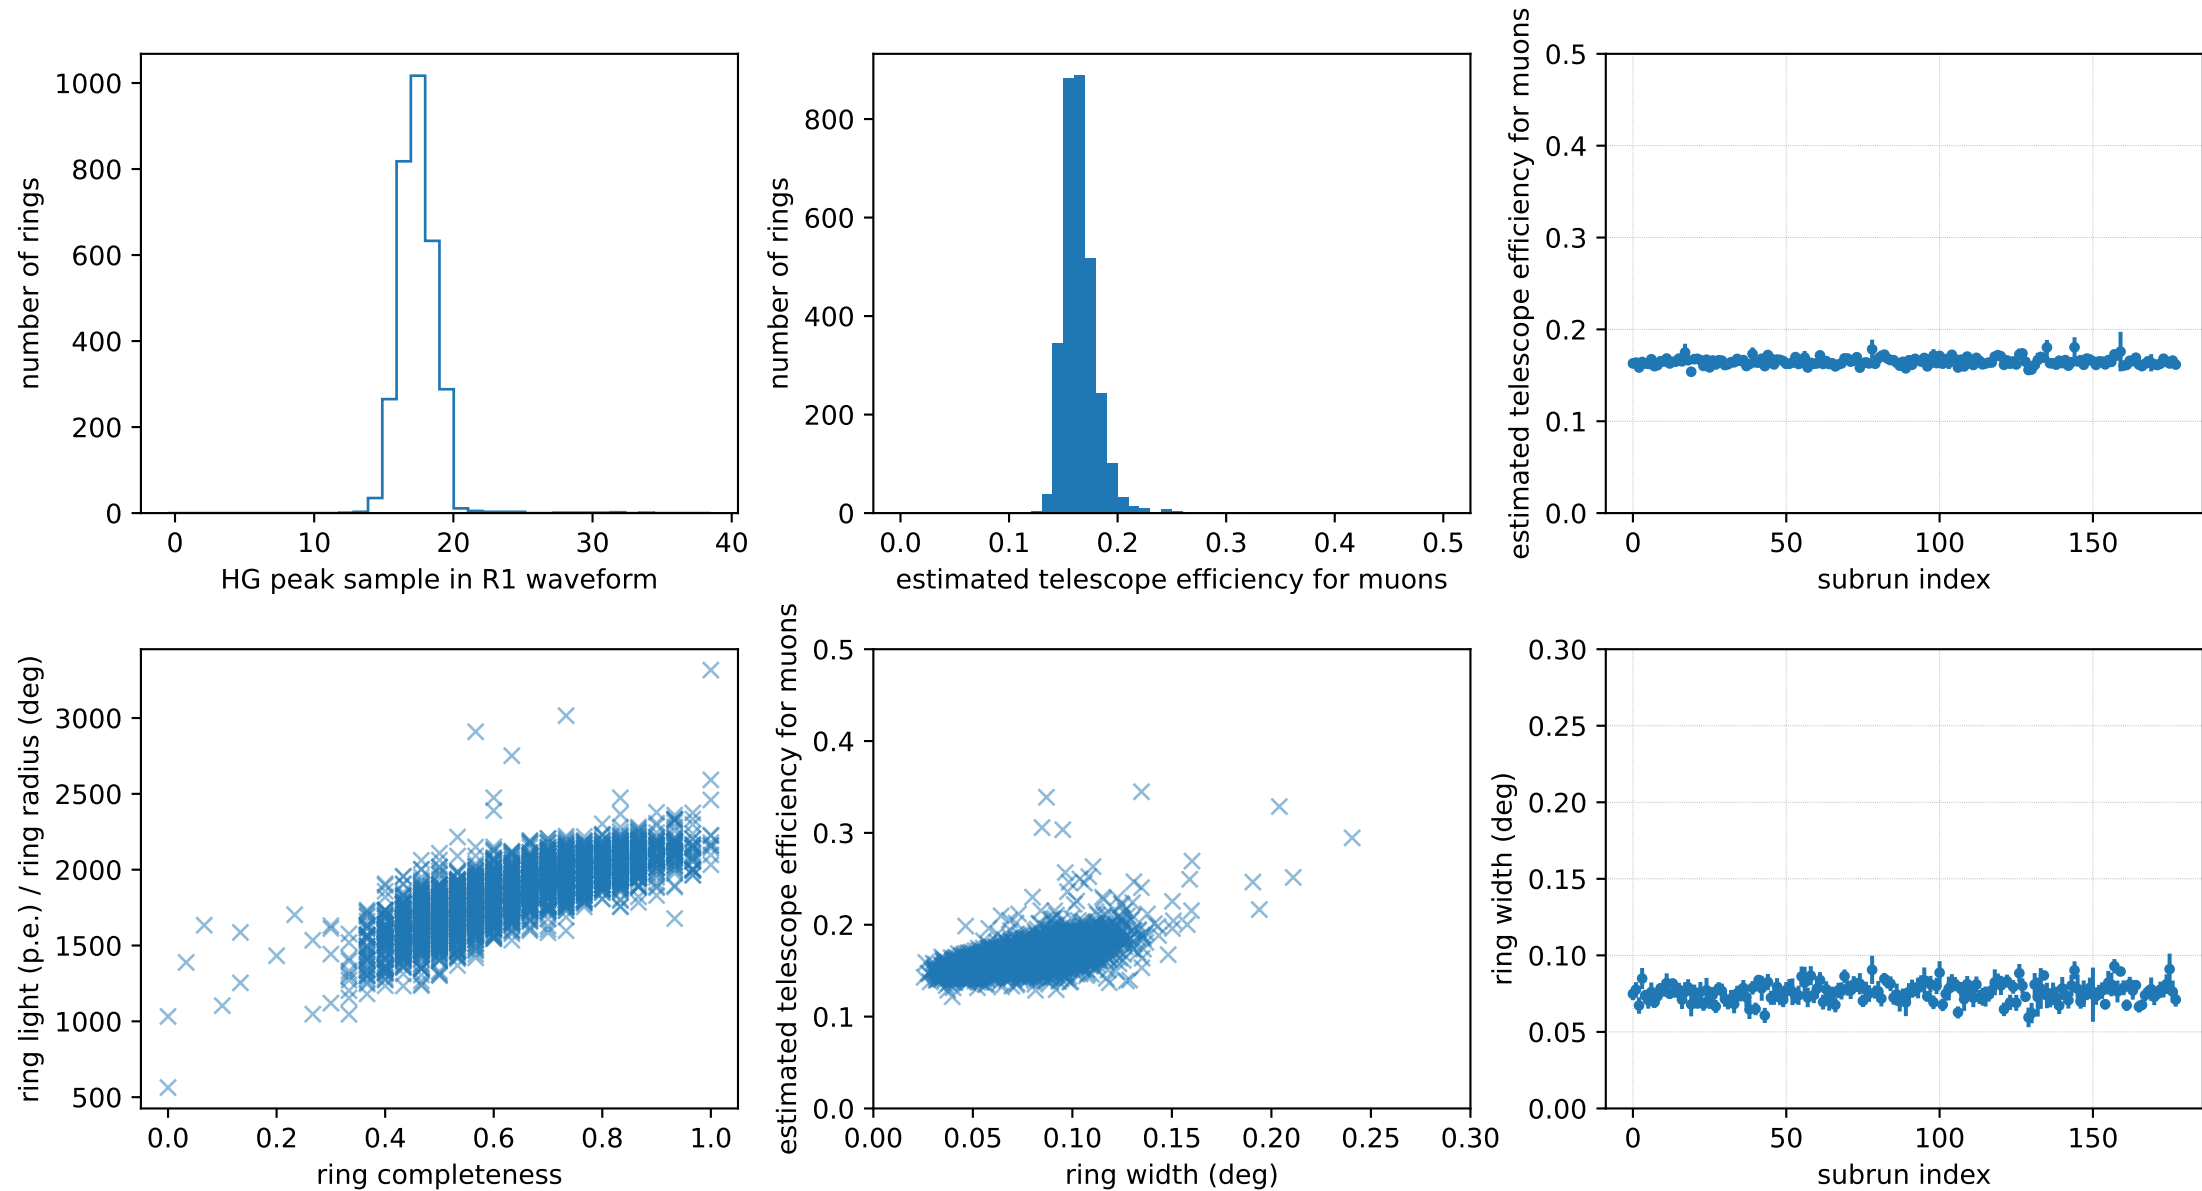 number of rings
1000
800
600
400
200
0
0 10 20 30 40
HG peak sample in R1 waveform
number of rings
800
600
400
200
0
0.0 0.1 0.2 0.3 0.4 0.5
estimated telescope efficiency for muons
estimated telescope efficiency for muons
0.5
0.4
0.3
0.2
0.1
0.0
0 50 100 150
subrun index
ring light (p.e.) / ring radius (deg)
3000
2500
2000
1500
1000
500
0.0 0.2 0.4 0.6 0.8 1.0
ring completeness
estimated telescope efficiency for muons
0.5
0.4
0.3
0.2
0.1
0.0
0.00 0.05 0.10 0.15 0.20 0.25 0.30
ring width (deg)
ring width (deg)
0.30
0.25
0.20
0.15
0.10
0.05
0.00
0 50 100 150
subrun index